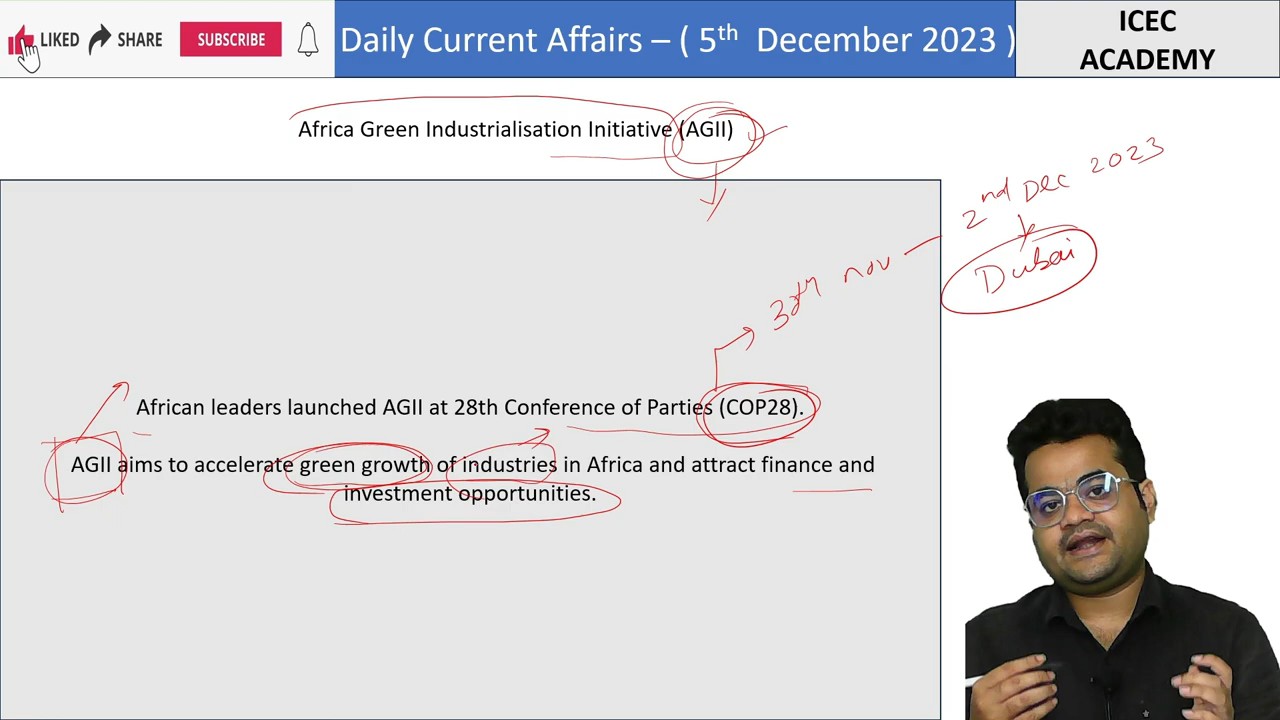 LIKED SHARE SUBSCRIBE
Daily Current Affairs – ( 5th December 2023 )
ICEC
ACADEMY
Africa Green Industrialisation Initiative (AGII)
2nd Dec 2023
Dubai
30th nov –
African leaders launched AGII at 28th Conference of Parties (COP28).
AGII aims to accelerate green growth of industries in Africa and attract finance and
investment opportunities.